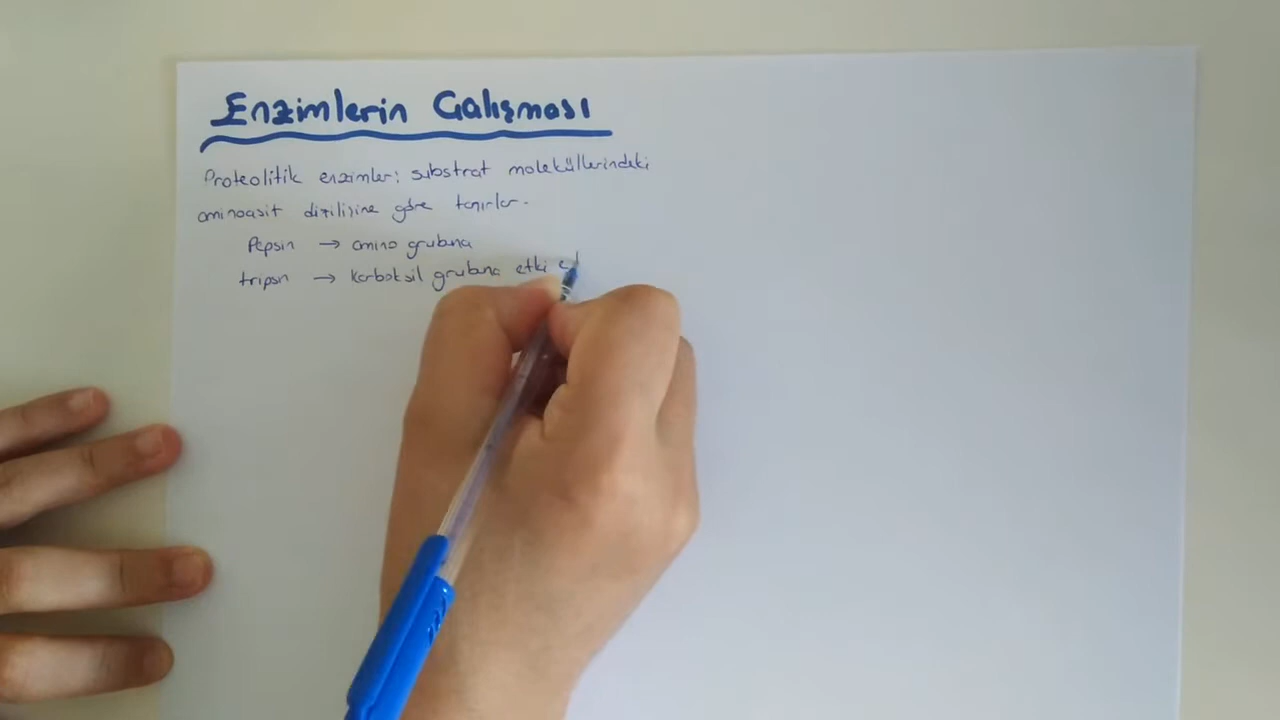 Enzimlerin Çalışması
Proteolitik enzimler; substrat moleküllerindeki
aminoasit dizilişine göre tanırlar.
Pepsin → amino grubuna
tripsin → karboksil grubuna etki